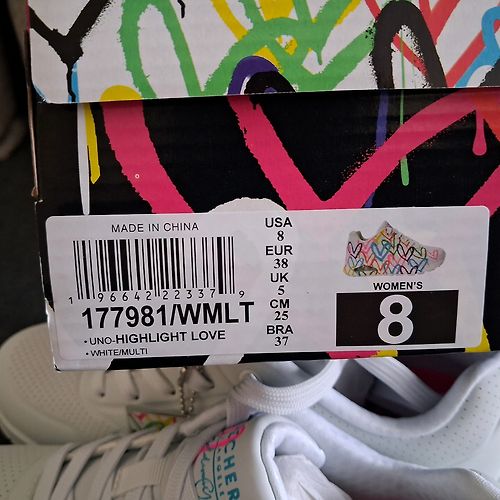 MADE IN CHINA
1 96642 22337 9
177981/WMLT
• UNO-HIGHLIGHT LOVE
• WHITE/MULTI
USA
8
EUR
38
UK
5
CM
25
BRA
37
WOMEN'S
8
CHER